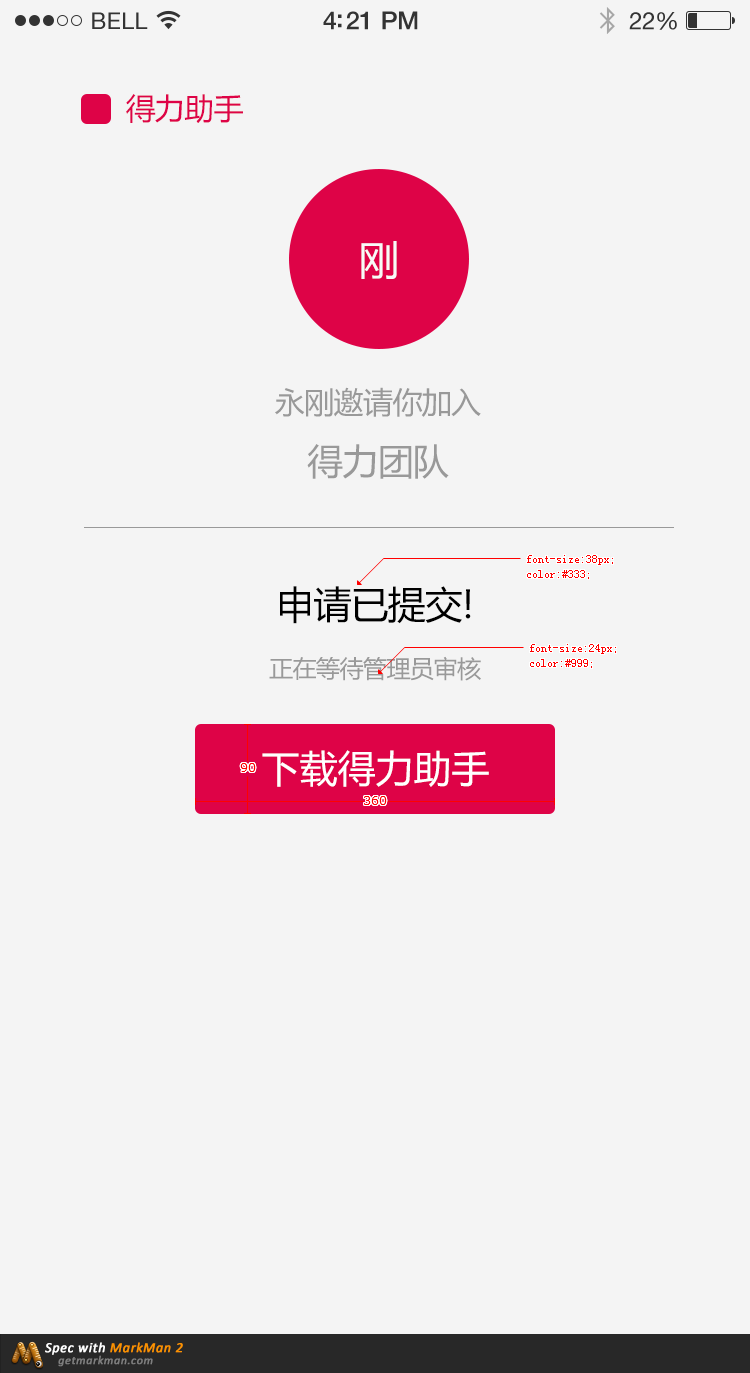 BELL
4:21 PM
22%
得力助手
刚
永刚邀请你加入
得力团队
font-size:38px;
color:#333;
申请已提交!
font-size:24px;
color:#999;
正在等待管理员审核
90
下载得力助手
360
Spec with MarkMan 2
getmarkman.com